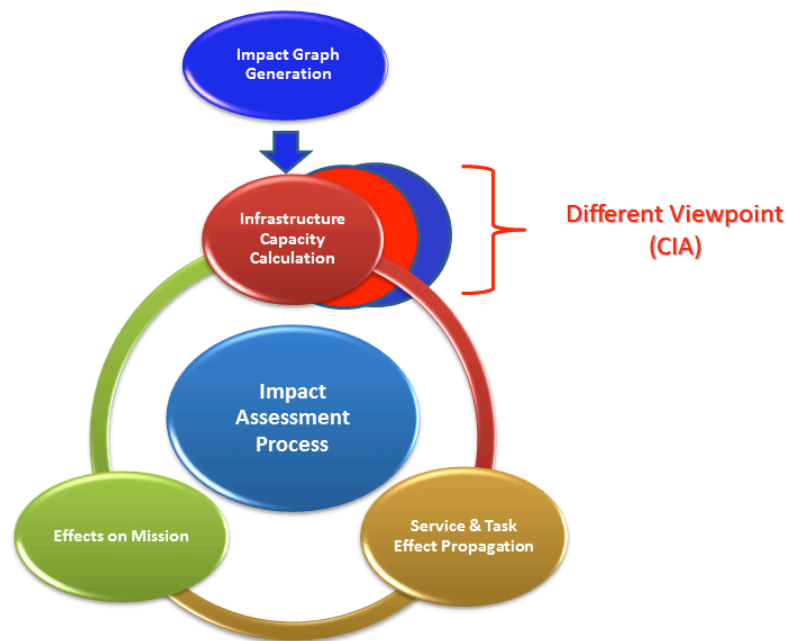 Impact Graph
Generation
Infrastructure
Capacity
Calculation
Different Viewpoint
(CIA)
Impact
Assessment
Process
Effects on Mission
Service & Task
Effect Propagation